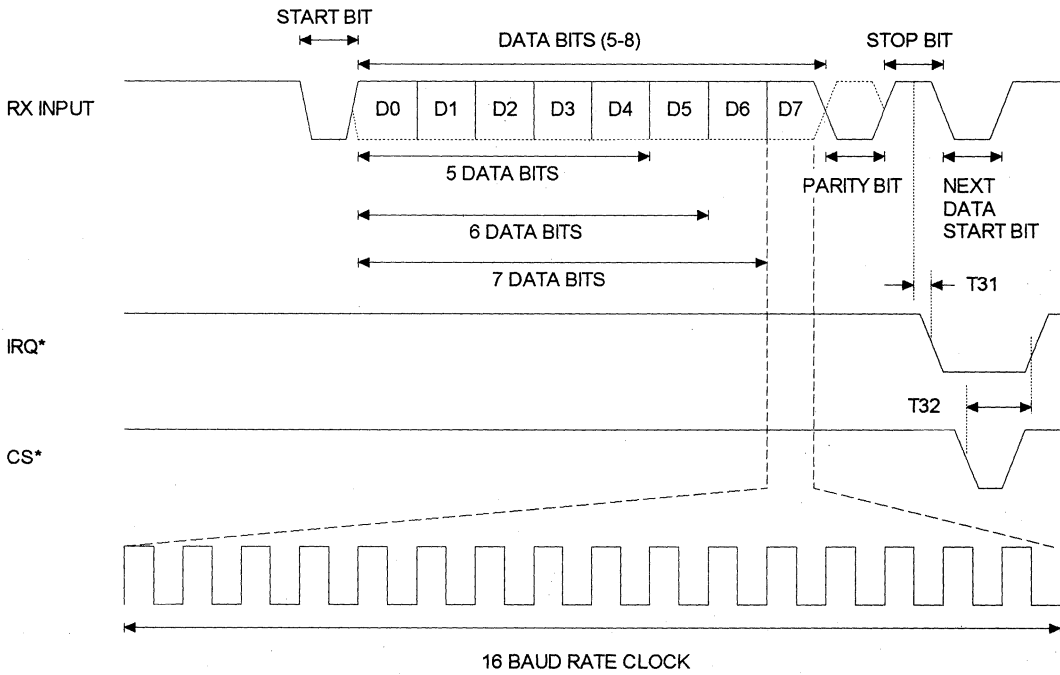 START BIT
DATA BITS (5-8)
STOP BIT
RX INPUT
D0 D1 D2 D3 D4 D5 D6 D7
5 DATA BITS
PARITY BIT
NEXT
DATA
START BIT
6 DATA BITS
7 DATA BITS
T31
IRQ*
T32
CS*
16 BAUD RATE CLOCK